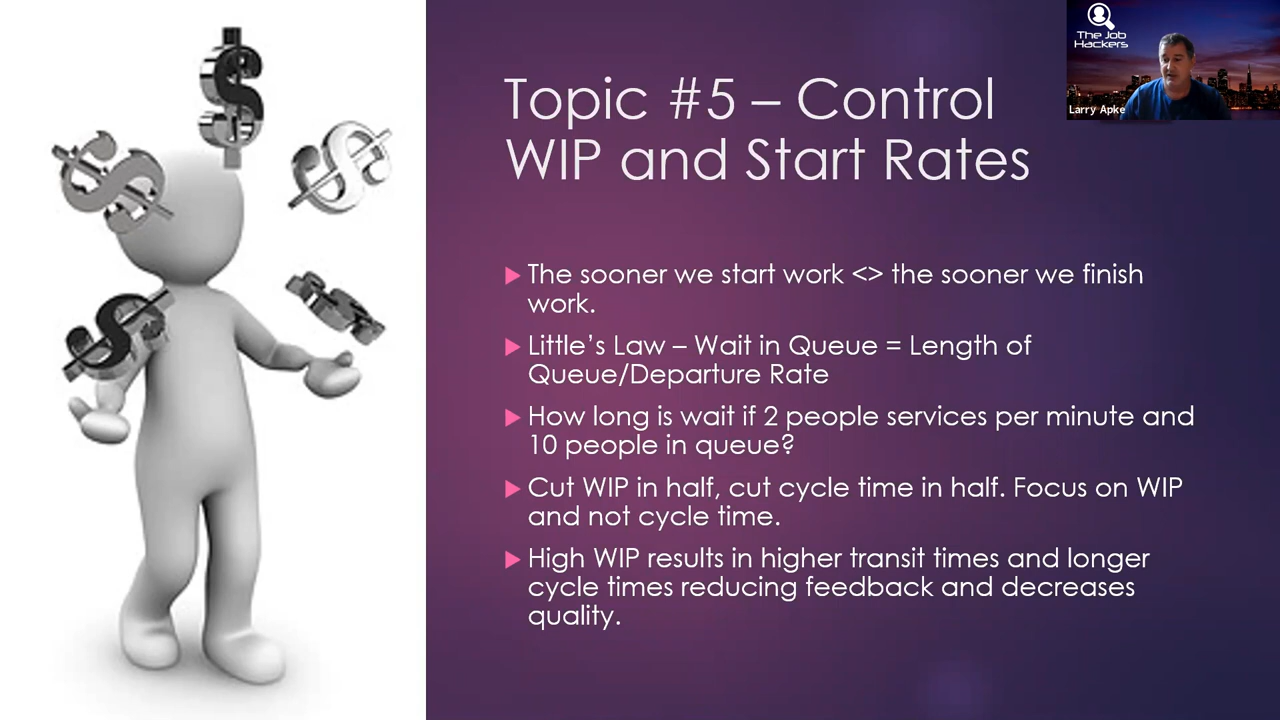 Topic #5 – Control
WIP and Start Rates
The Job
Hackers
Larry Apke
The sooner we start work <> the sooner we finish
work.
Little's Law – Wait in Queue = Length of
Queue/Departure Rate
How long is wait if 2 people services per minute and
10 people in queue?
Cut WIP in half, cut cycle time in half. Focus on WIP
and not cycle time.
High WIP results in higher transit times and longer
cycle times reducing feedback and decreases
quality.